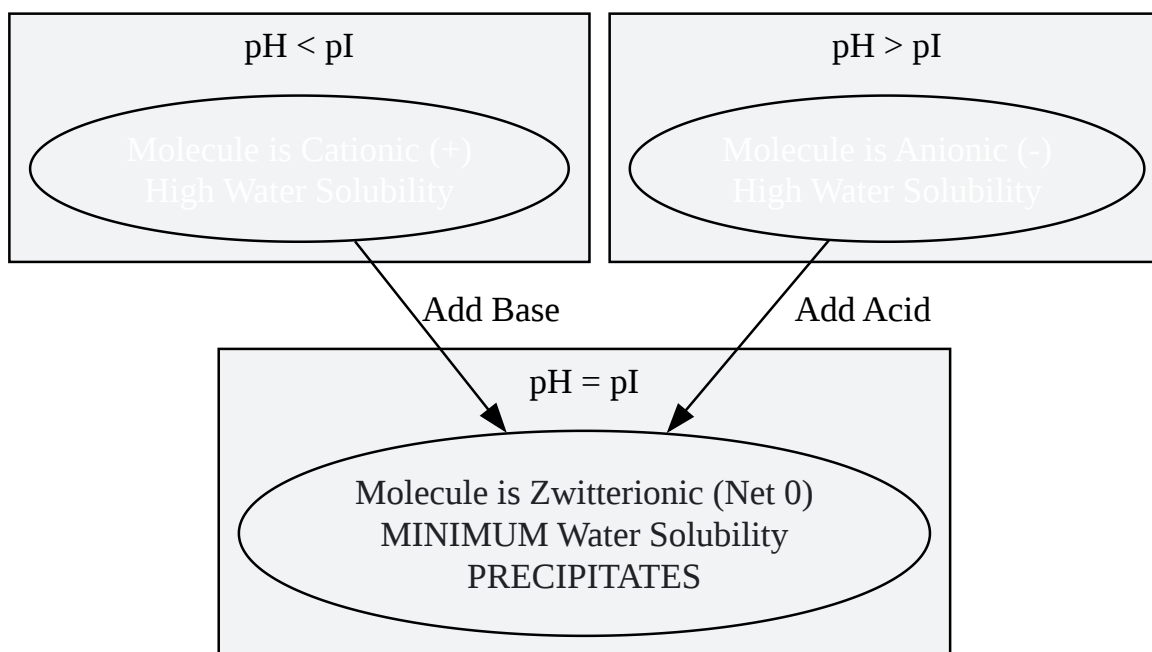 pH < pI
Molecule is Cationic (+)
High Water Solubility
pH > pI
Molecule is Anionic (-)
High Water Solubility
Add Base
Add Acid
pH = pI
Molecule is Zwitterionic (Net 0)
MINIMUM Water Solubility
PRECIPITATES